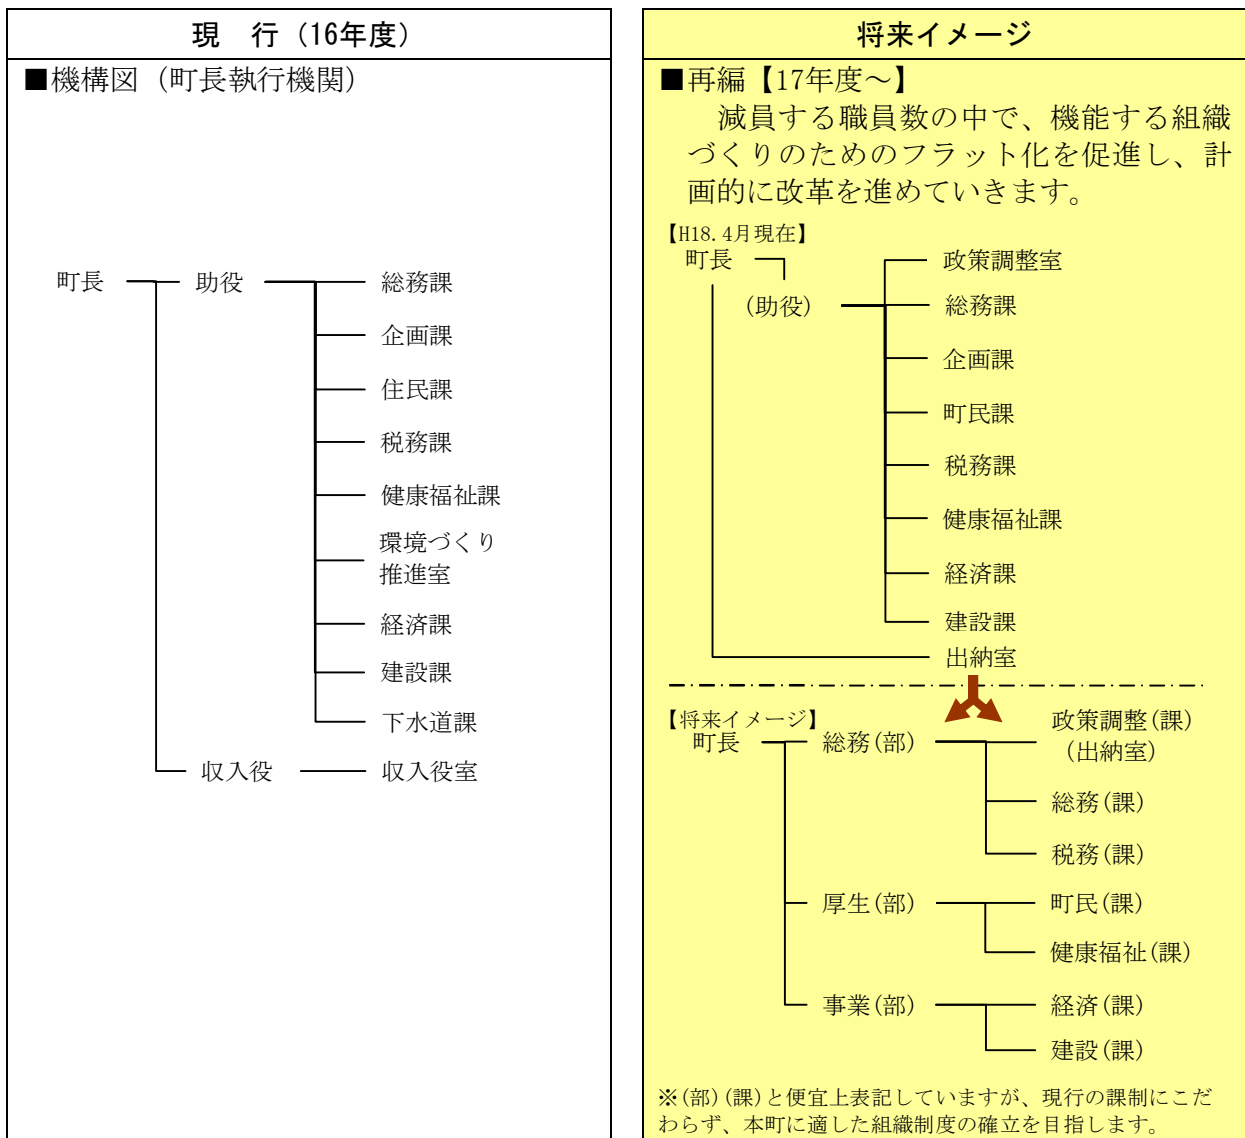 現　行（16年度）
■機構図（町長執行機関）
町長
助役
総務課
企画課
住民課
税務課
健康福祉課
環境づくり
推進室
経済課
建設課
下水道課
収入役
収入役室
将来イメージ
■再編【17年度～】
減員する職員数の中で、機能する組織
づくりのためのフラット化を促進し、計
画的に改革を進めていきます。
【H18.4月現在】
町長
(助役)
政策調整室
総務課
企画課
町民課
税務課
健康福祉課
経済課
建設課
出納室
【将来イメージ】
町長
総務(部)
政策調整(課)
(出納室)
総務(課)
税務(課)
厚生(部)
町民(課)
健康福祉(課)
事業(部)
経済(課)
建設(課)
※(部)(課)と便宜上表記していますが、現行の課制にこだ
わらず、本町に適した組織制度の確立を目指します。